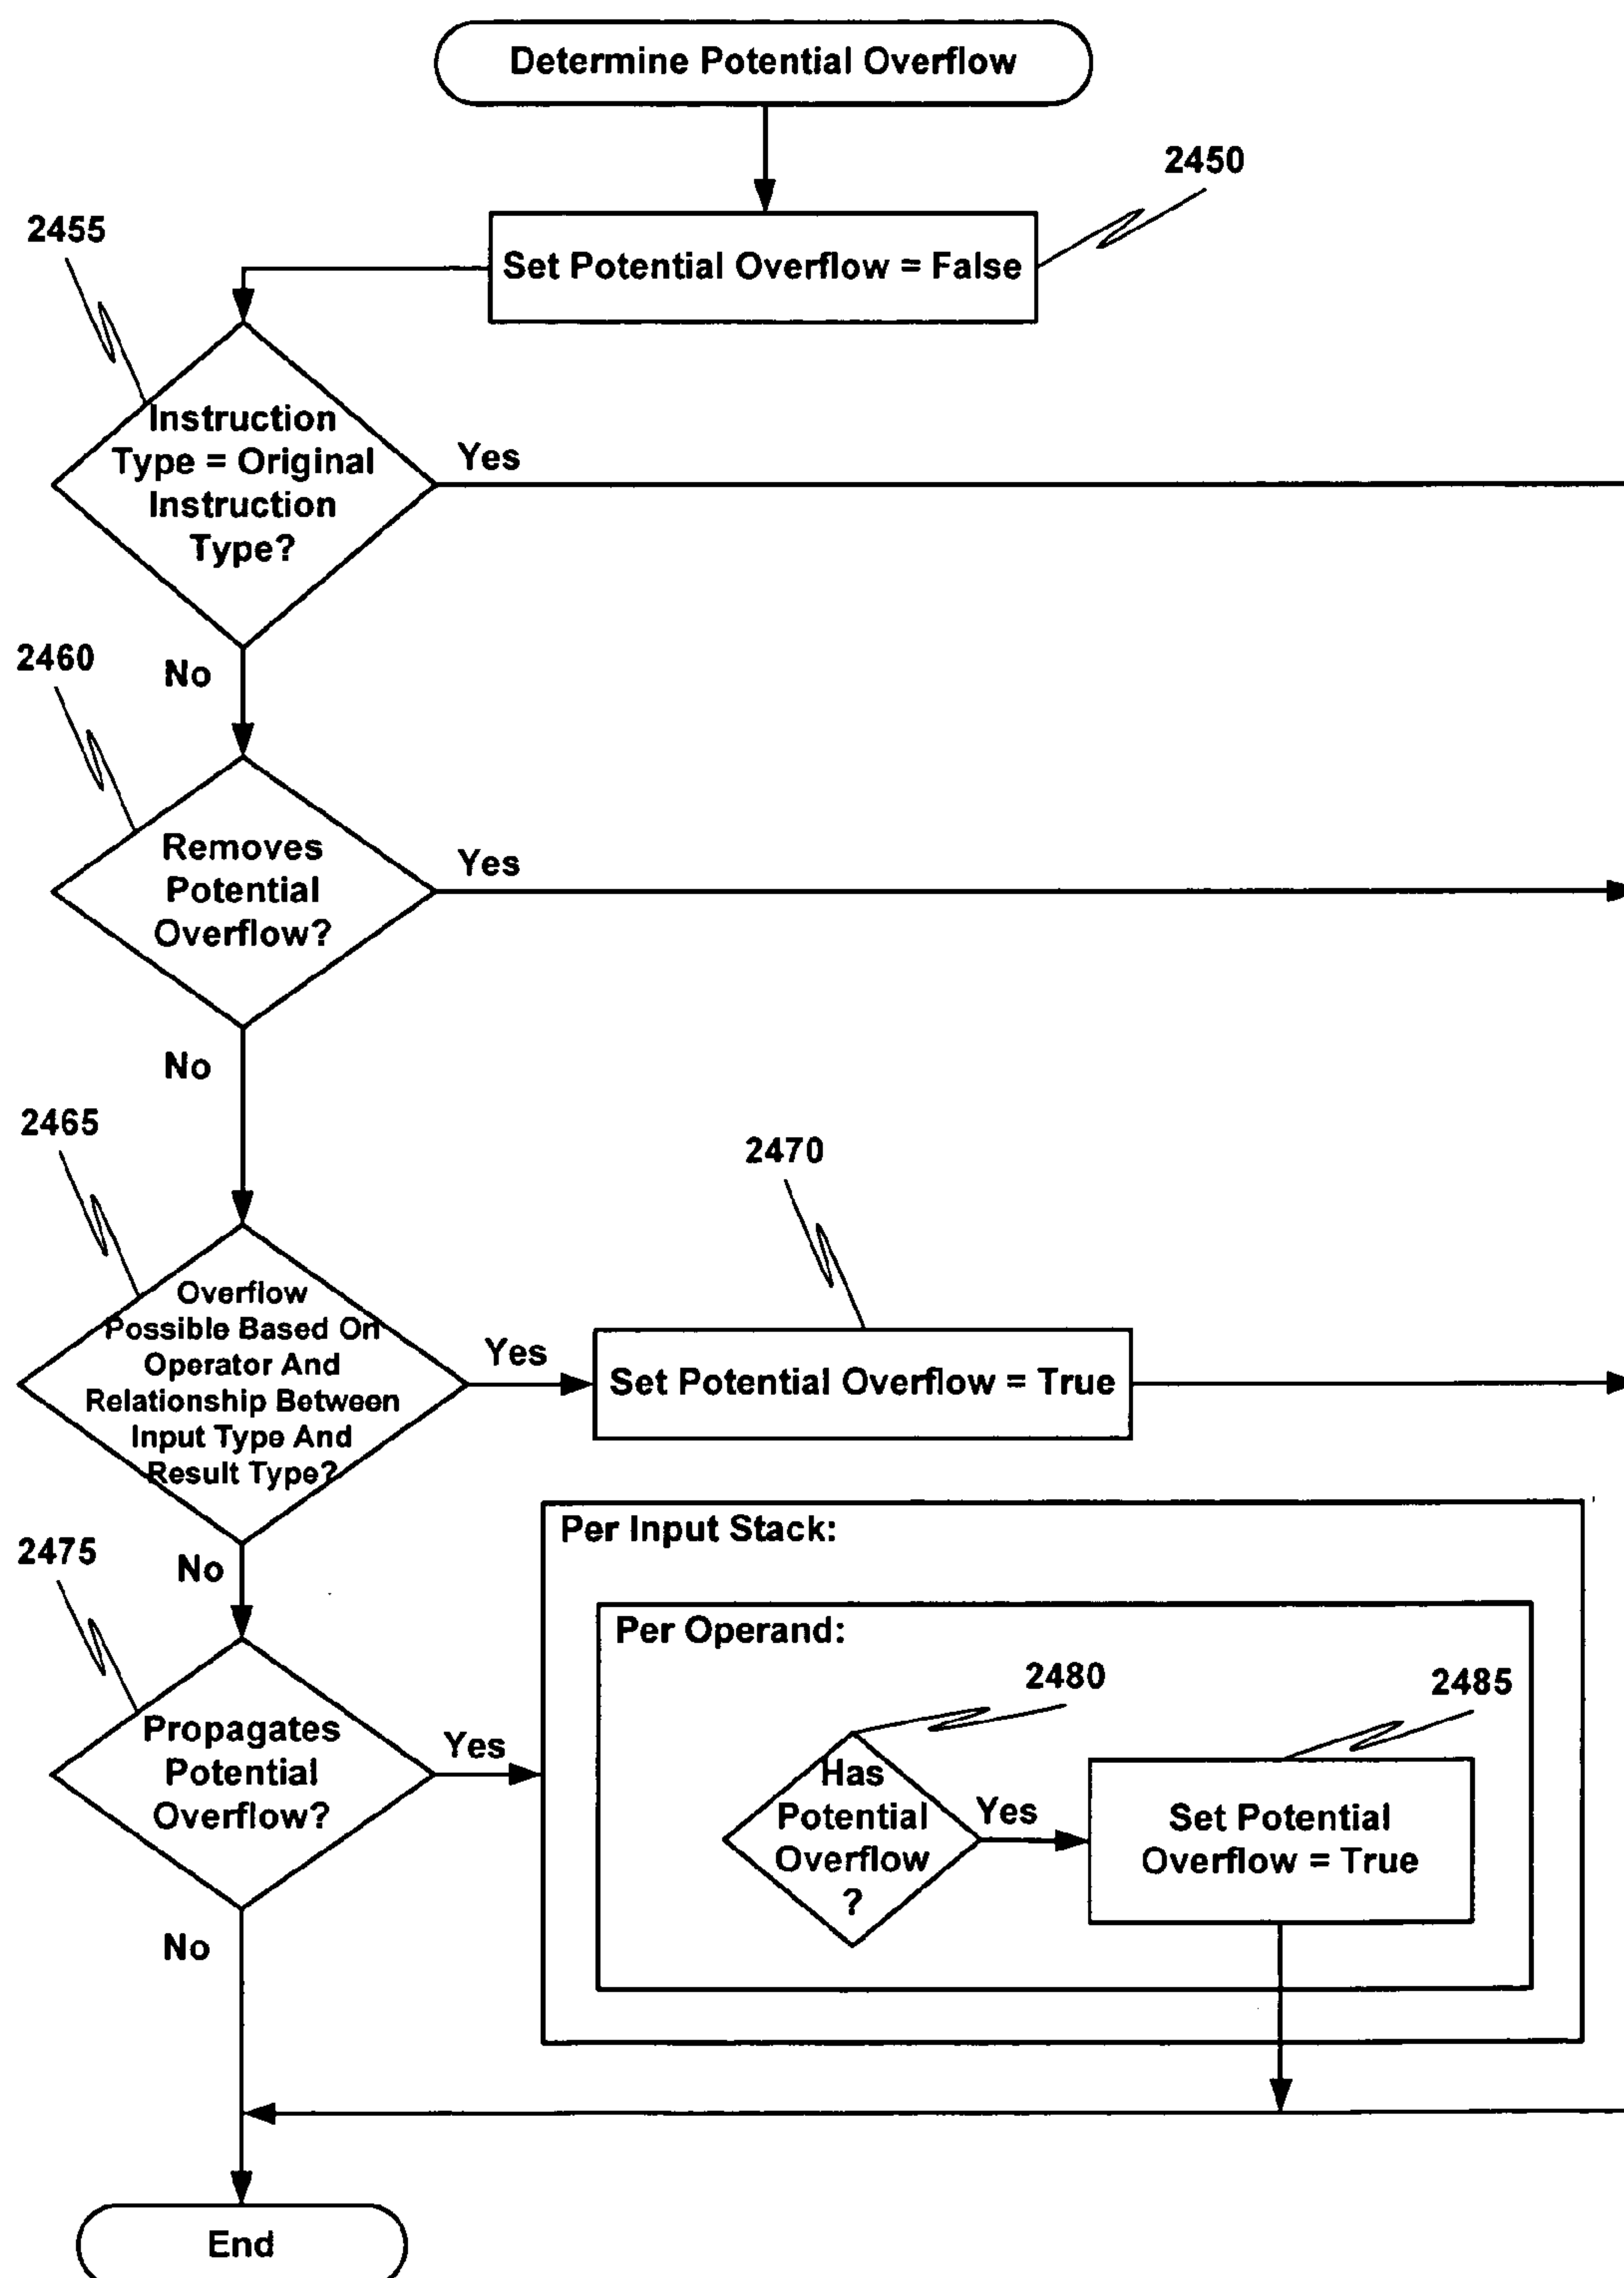 Determine Potential Overflow
2450
Set Potential Overflow = False
2455
Instruction
Type = Original
Instruction
Type?
Yes
No
2460
Removes
Potential
Overflow?
Yes
No
2465
Overflow
Possible Based On
Operator And
Relationship Between
Input Type And
Result Type?
Yes
2470
Set Potential Overflow = True
No
2475
Propagates
Potential
Overflow?
Yes
Per Input Stack:
Per Operand:
2480
Has
Potential
Overflow
?
Yes
2485
Set Potential
Overflow = True
No
End